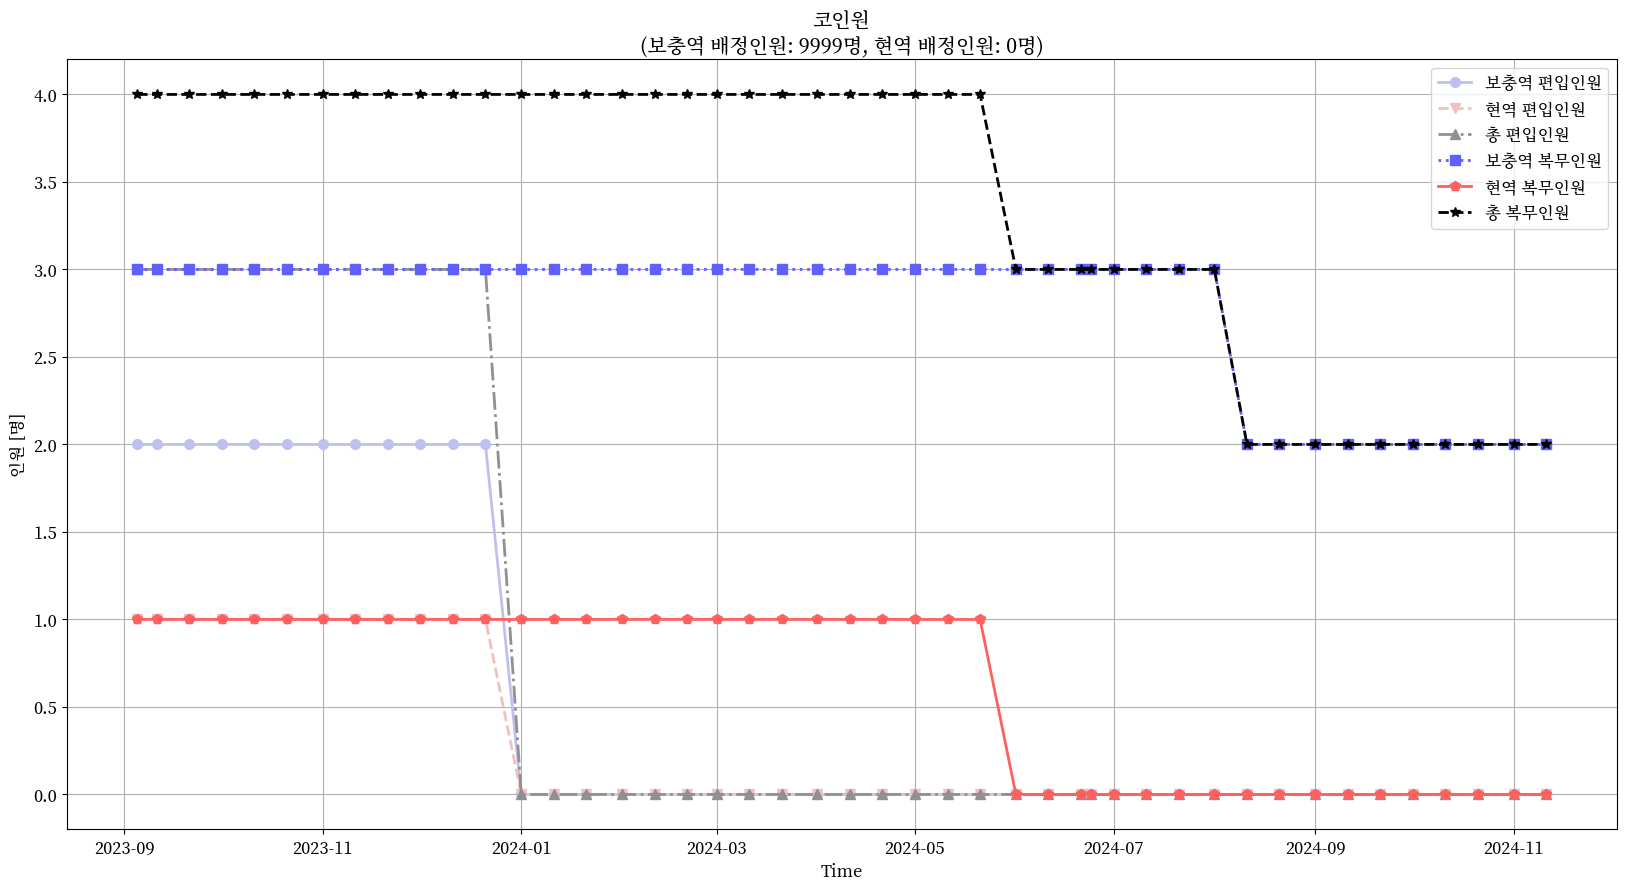 코인원
(보충역 배정인원: 9999명, 현역 배정인원: 0명)
4.0
3.5
3.0
2.5
2.0
1.5
1.0
0.5
0.0
인원 [명]
보충역 편입인원
현역 편입인원
총 편입인원
보충역 복무인원
현역 복무인원
총 복무인원
2023-09
2023-11
2024-01
2024-03
2024-05
2024-07
2024-09
2024-11
Time